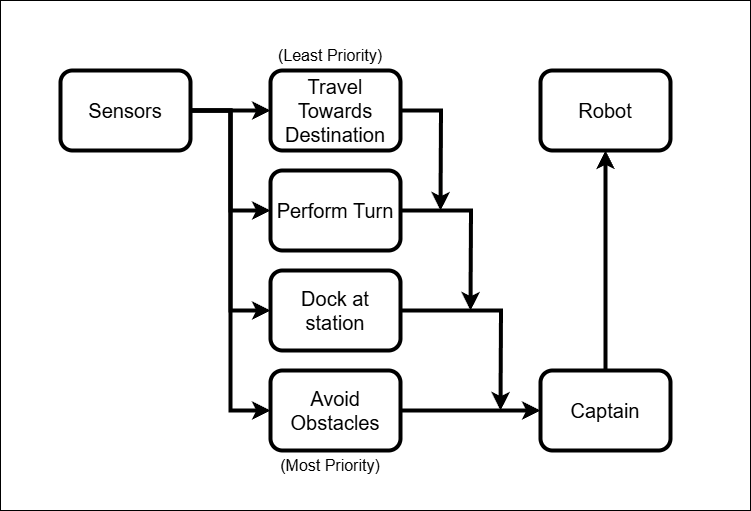 (Least Priority)
Sensors
Travel
Towards
Destination
Robot
Perform Turn
Dock at
station
Avoid
Obstacles
Captain
(Most Priority)